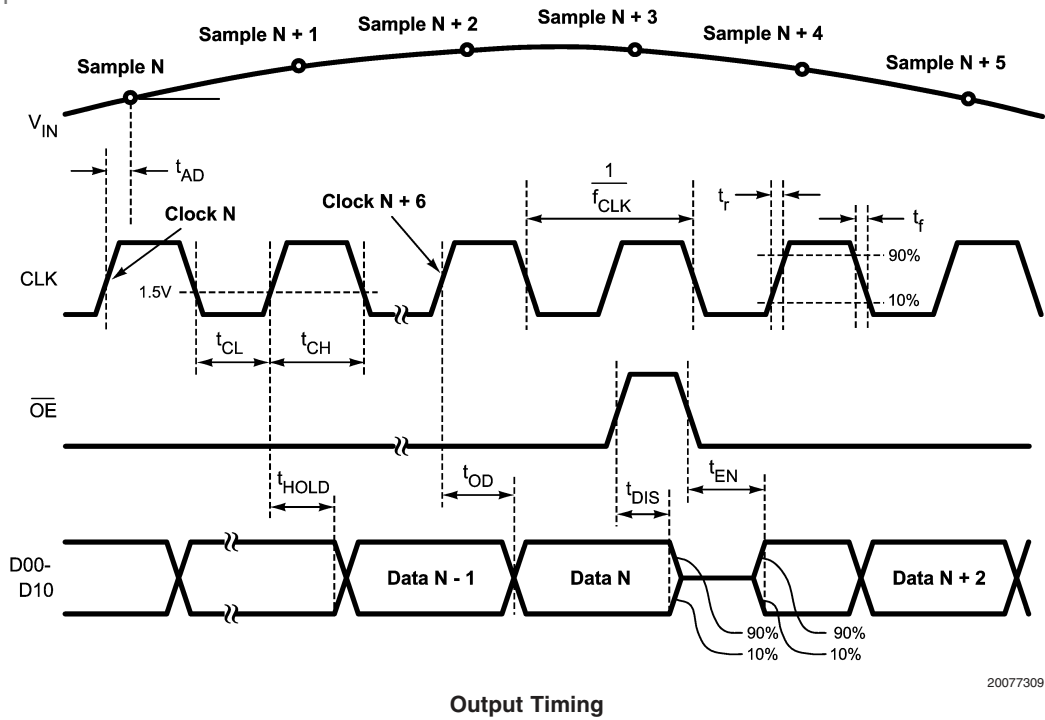 Sample N
Sample N + 1
Sample N + 2
Sample N + 3
Sample N + 4
Sample N + 5
VIN
tAD
Clock N
Clock N + 6
1
fCLK
tr
tf
CLK
1.5V
90%
10%
tCL
tCH
OE
tHOLD
tOD
tDIS
tEN
D00-
D10
Data N - 1
Data N
Data N + 2
90%
10%
90%
10%
20077309
Output Timing